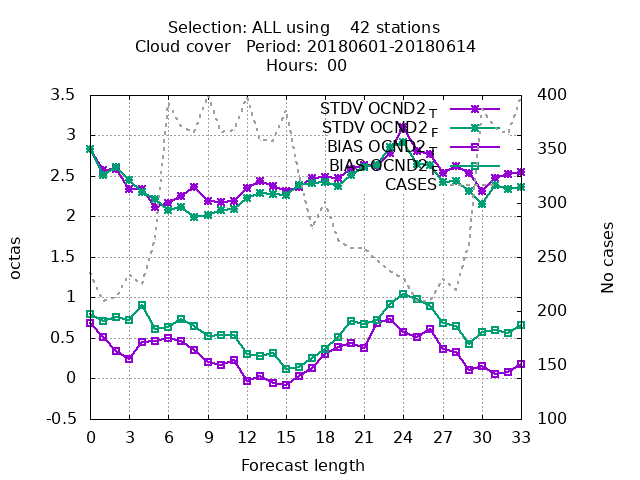 Selection: ALL using    42 stations
Cloud cover   Period: 20180601-20180614
Hours:  00
STDV OCND2 T
STDV OCND2 F
BIAS OCND2 T
BIAS OCND2 F
CASES
octas
3.5
3
2.5
2
1.5
1
0.5
0
-0.5
No cases
400
350
300
250
200
150
100
0 3 6 9 12 15 18 21 24 27 30 33
Forecast length